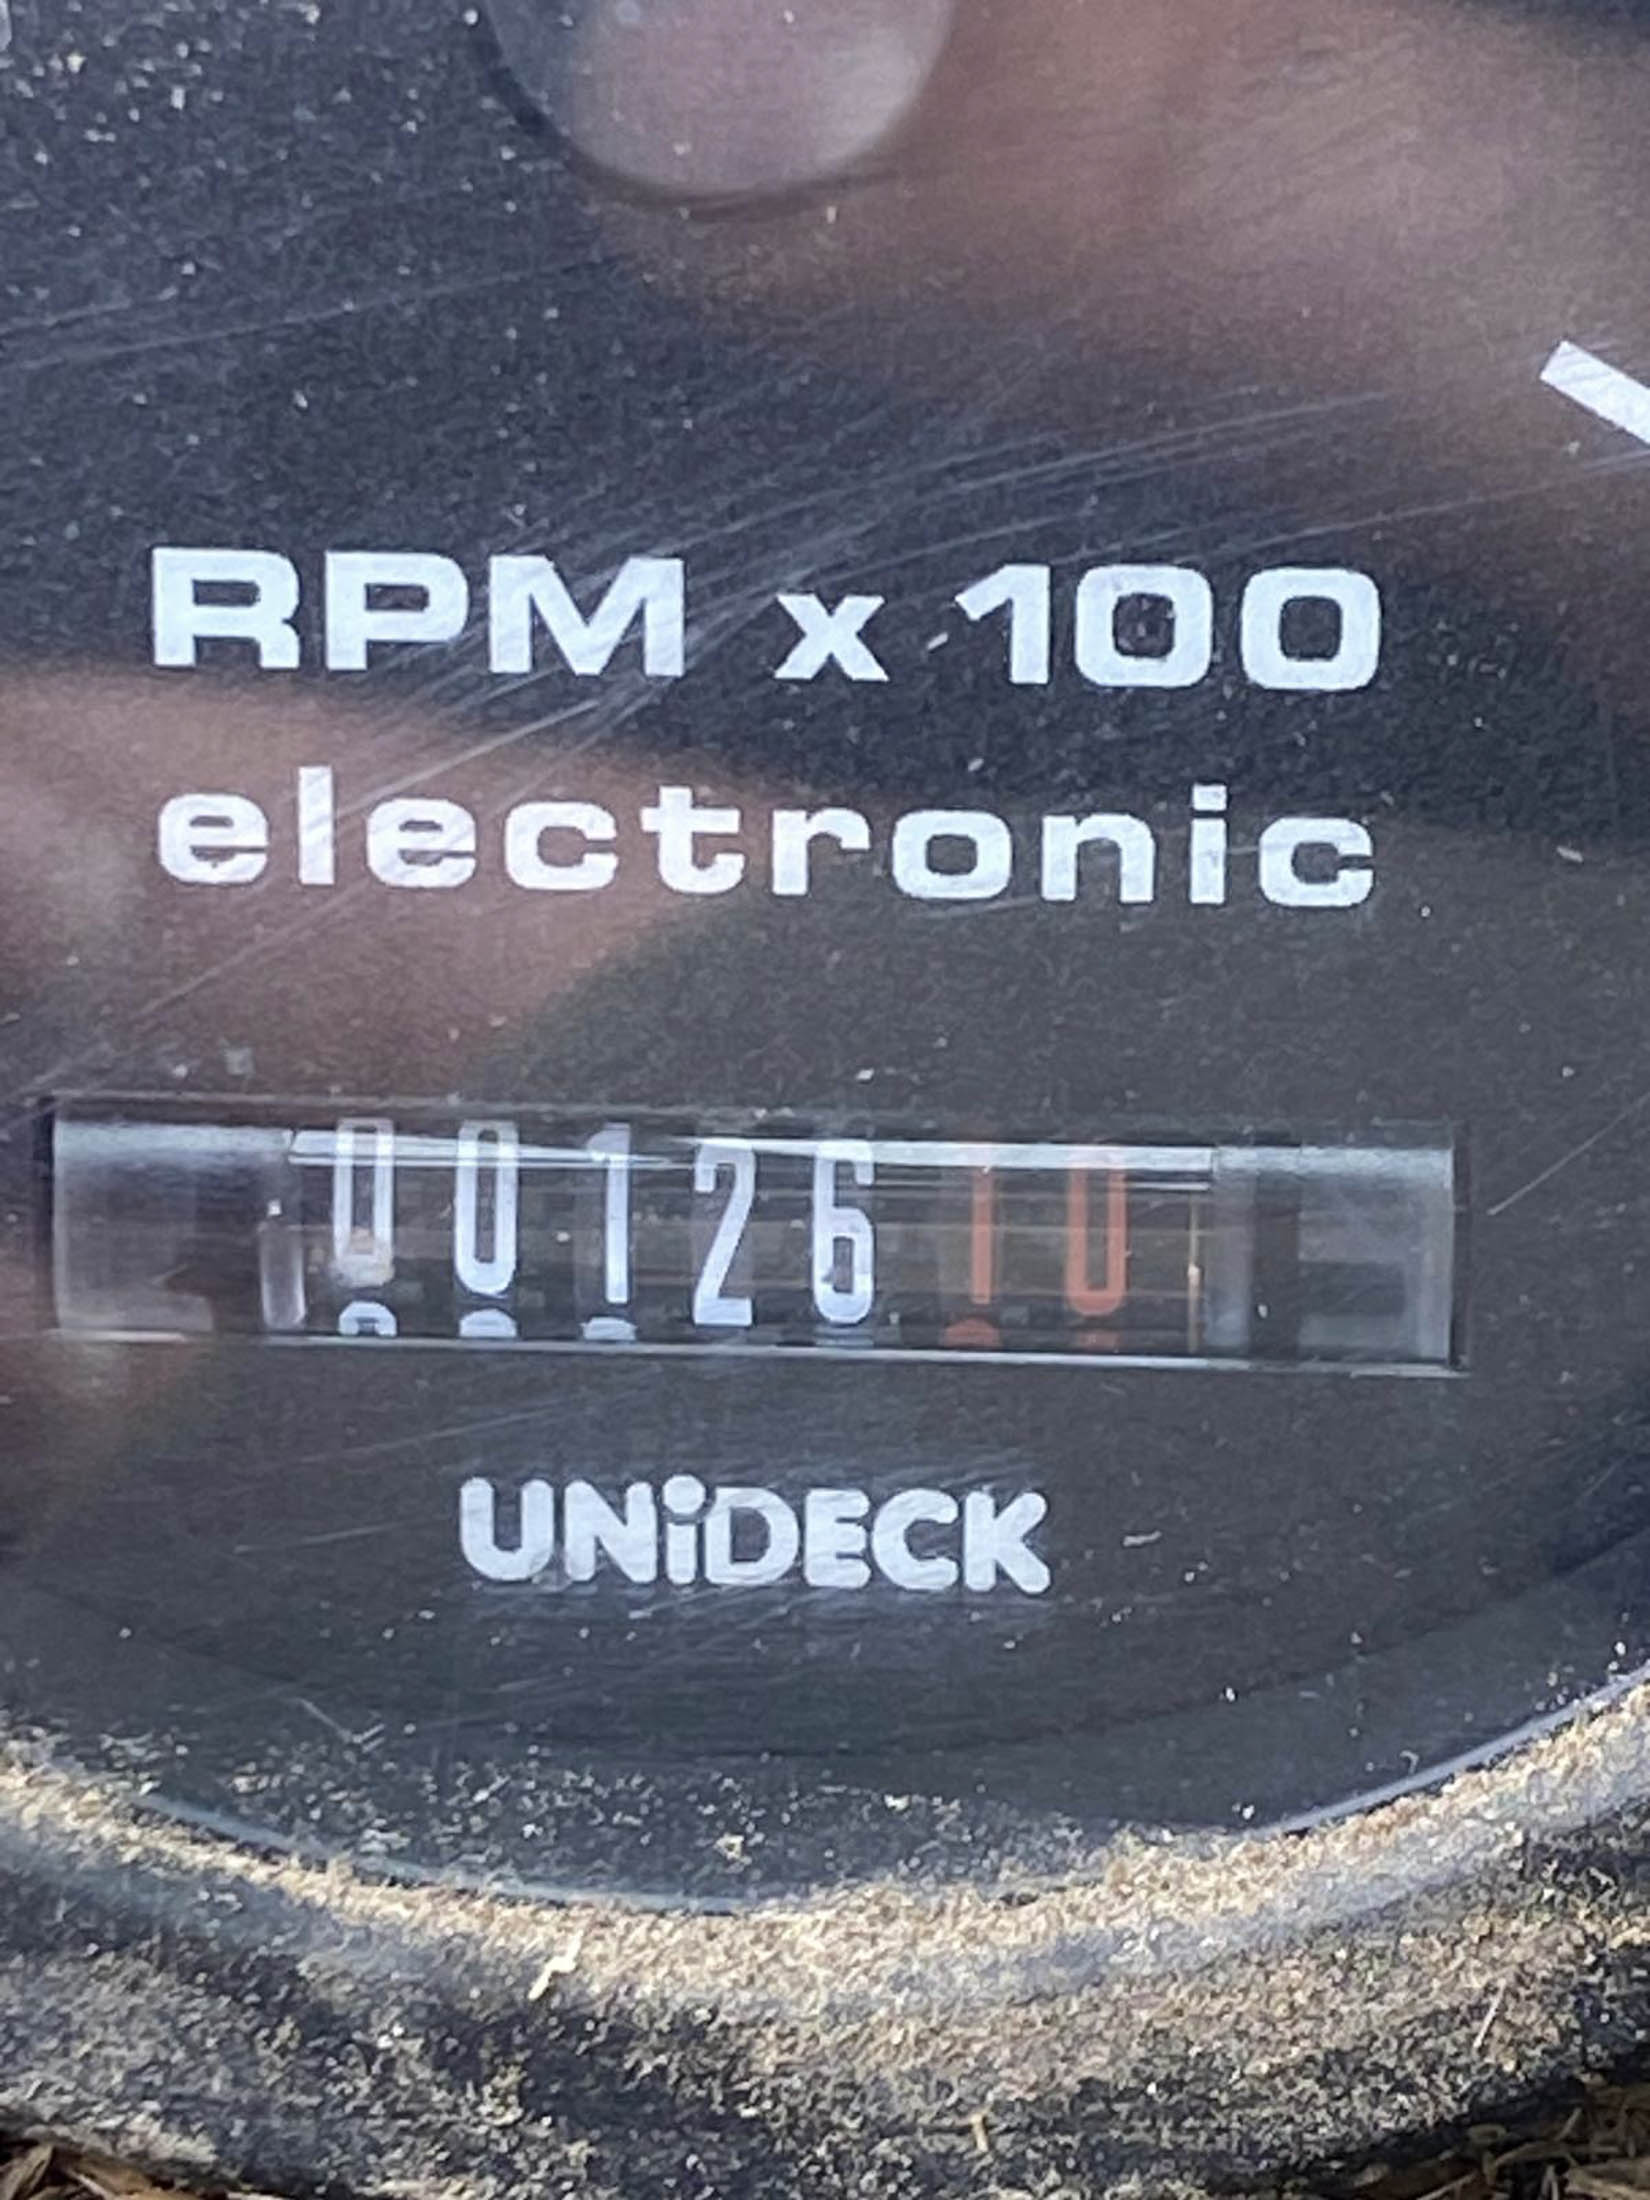 RPM x 100
electronic
0012610
UNiDECK